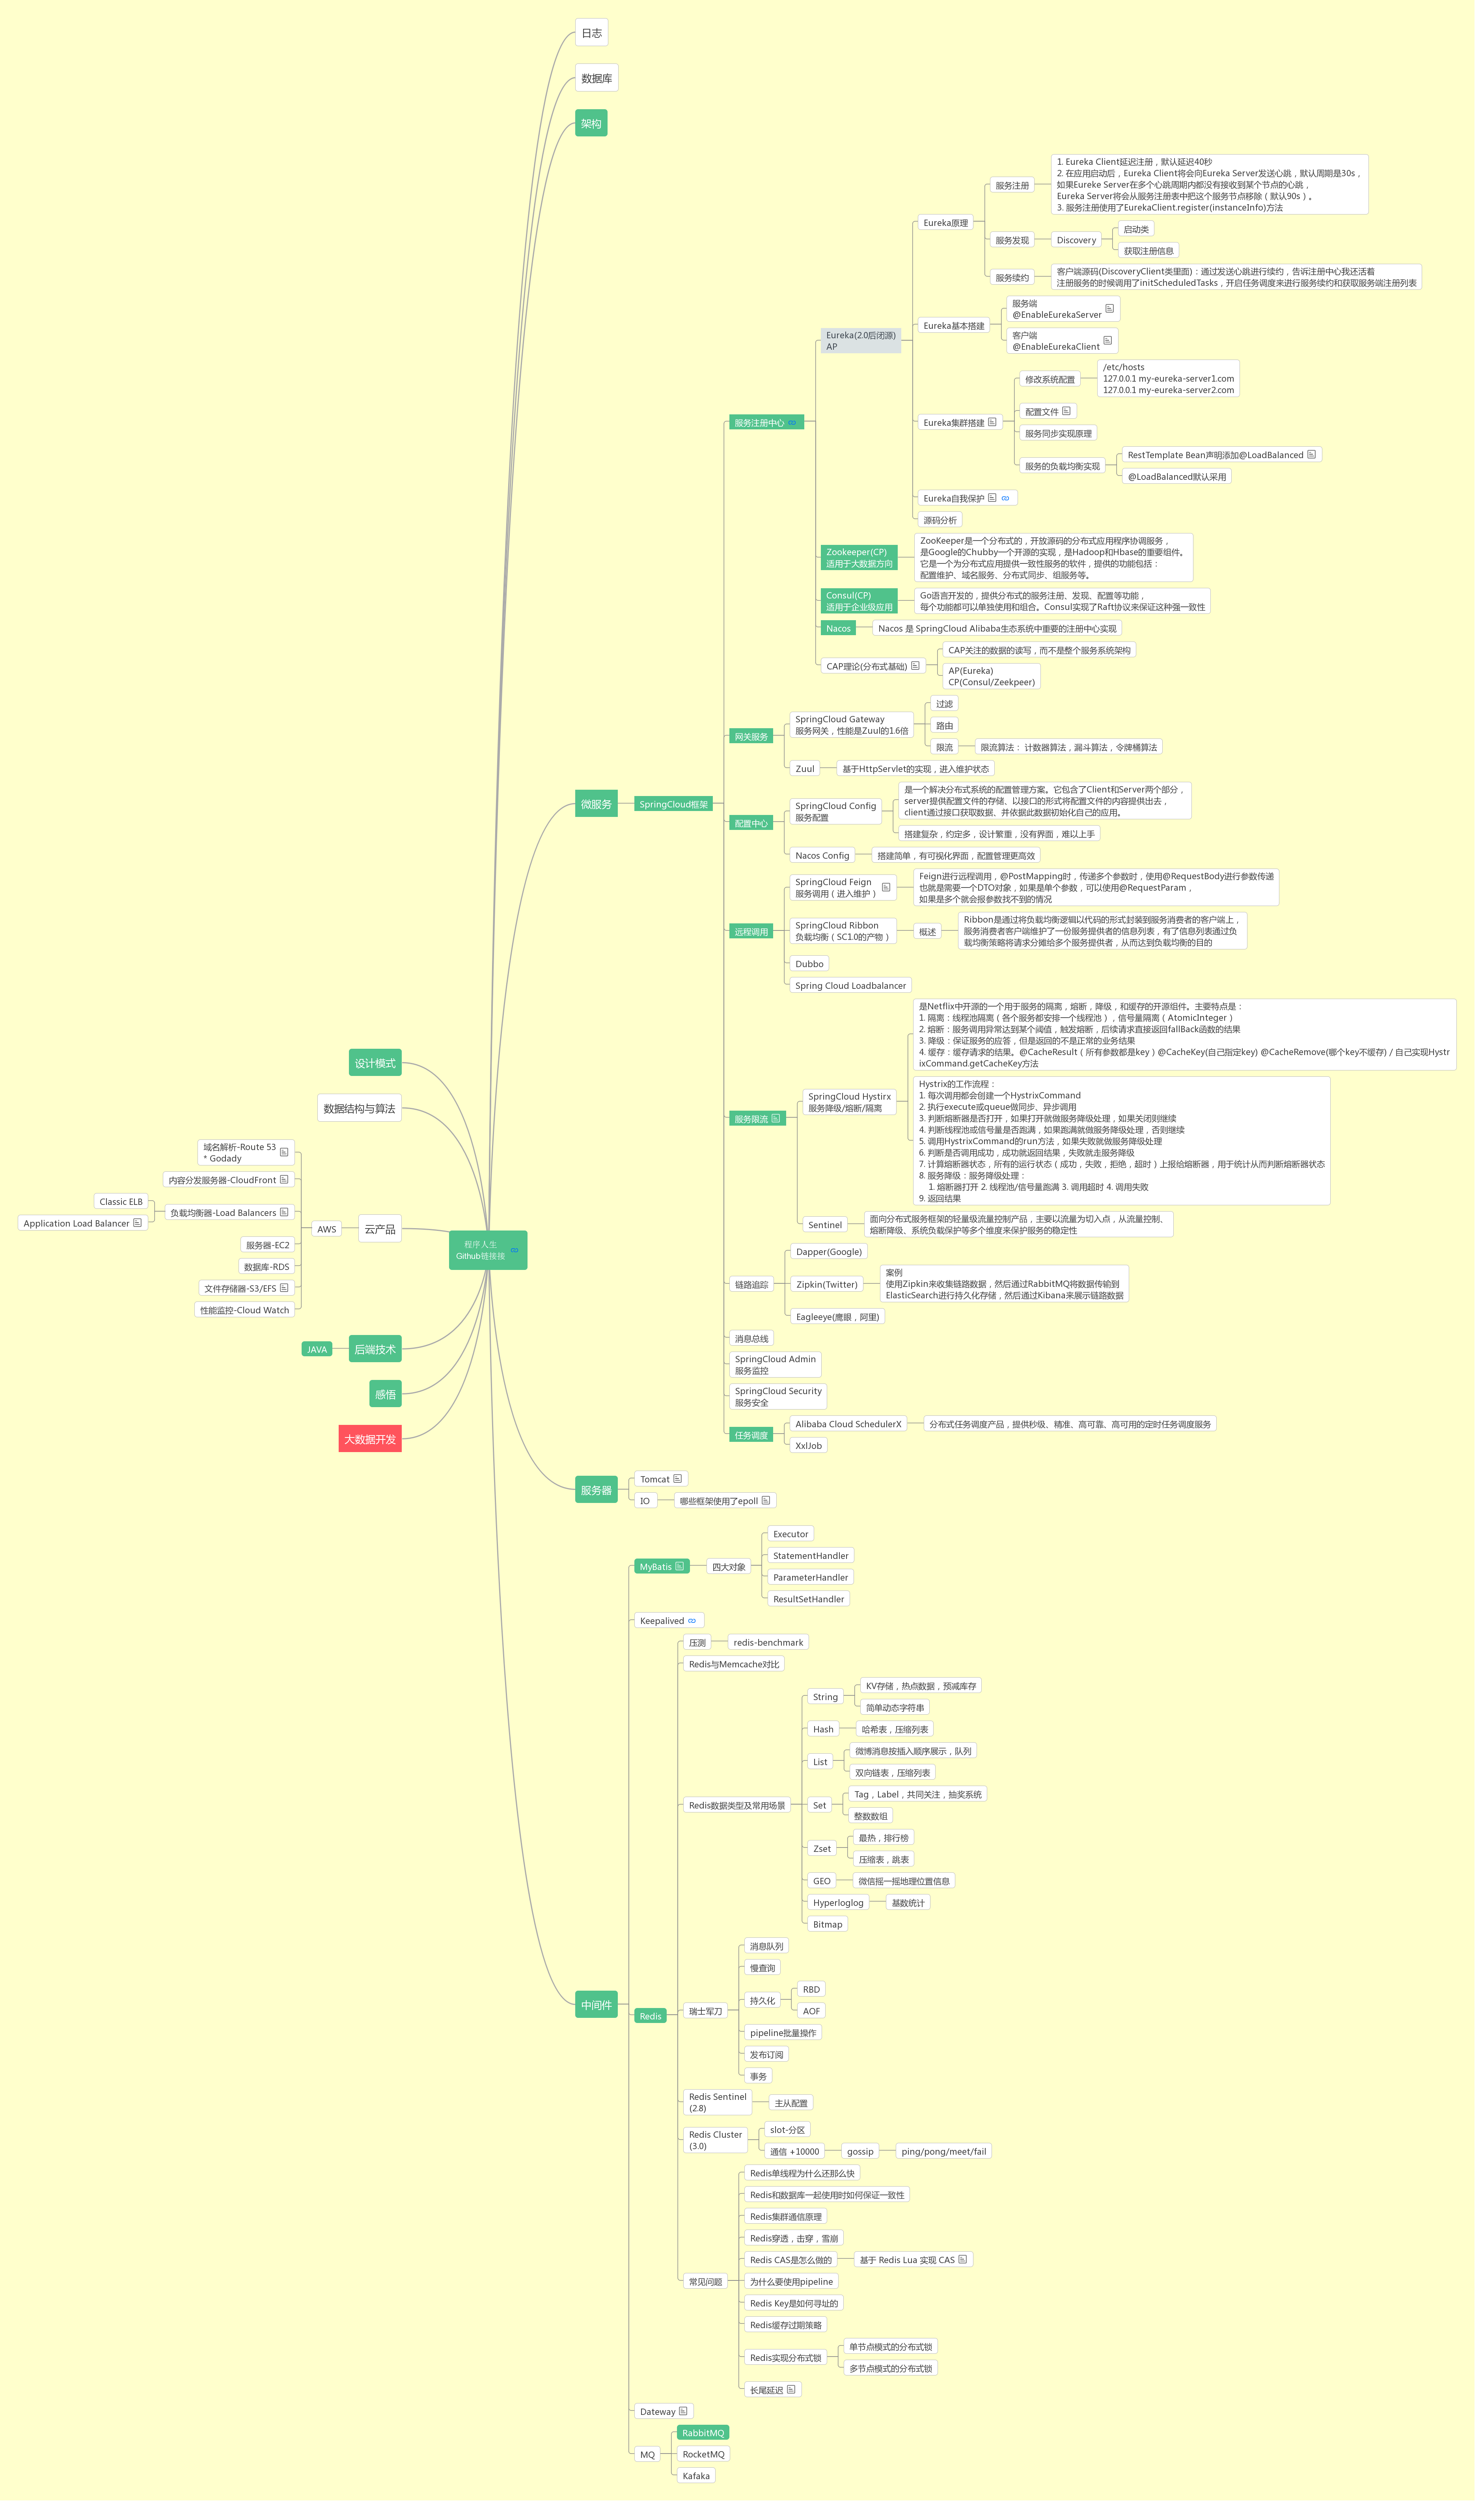 日志
数据库
架构
微服务
SpringCloud框架
服务注册中心
Eureka(2.0后闭源)
AP
Eureka原理
服务注册
1. Eureka Client延迟注册，默认延迟40秒
2. 在应用启动后，Eureka Client将会向Eureka Server发送心跳，默认周期是30s，
如果Eureke Server在多个心跳周期内都没有接收到某个节点的心跳，
Eureka Server将会从服务注册表中把这个服务节点移除（默认90s）。
3. 服务注册使用了EurekaClient.register(instanceInfo)方法
服务发现
Discovery
启动类
获取注册信息
服务续约
客户端源码(DiscoveryClient类里面)：通过发送心跳进行续约，告诉注册中心我还活着
注册服务的时候调用了initScheduledTasks，开启任务调度来进行服务续约和获取服务端注册列表
Eureka基本搭建
服务端
@EnableEurekaServer
客户端
@EnableEurekaClient
Eureka集群搭建
修改系统配置
/etc/hosts
127.0.0.1 my-eureka-server1.com
127.0.0.1 my-eureka-server2.com
配置文件
服务同步实现原理
服务的负载均衡实现
RestTemplate Bean声明添加@LoadBalanced
@LoadBalanced默认采用
Eureka自我保护
源码分析
Zookeeper(CP)
适用于大数据方向
ZooKeeper是一个分布式的，开放源码的分布式应用程序协调服务，
是Google的Chubby一个开源的实现，是Hadoop和Hbase的重要组件。
它是一个为分布式应用提供一致性服务的软件，提供的功能包括：
配置维护、域名服务、分布式同步、组服务等。
Consul(CP)
适用于企业级应用
Go语言开发的，提供分布式的服务注册、发现、配置等功能，
每个功能都可以单独使用和组合。Consul实现了Raft协议来保证这种强一致性
Nacos
Nacos 是 SpringCloud Alibaba生态系统中重要的注册中心实现
CAP理论(分布式基础)
CAP关注的数据的读写，而不是整个服务系统架构
AP(Eureka)
CP(Consul/Zeekpeer)
网关服务
SpringCloud Gateway
服务网关，性能是Zuul的1.6倍
过滤
路由
限流
限流算法： 计数器算法，漏斗算法，令牌桶算法
Zuul
基于HttpServlet的实现，进入维护状态
配置中心
SpringCloud Config
服务配置
是一个解决分布式系统的配置管理方案。它包含了Client和Server两个部分，
server提供配置文件的存储、以接口的形式将配置文件的内容提供出去，
client通过接口获取数据、并依据此数据初始化自己的应用。
搭建复杂，约定多，设计繁重，没有界面，难以上手
Nacos Config
搭建简单，有可视化界面，配置管理更高效
远程调用
SpringCloud Feign
服务调用（进入维护）
Feign进行远程调用，@PostMapping时，传递多个参数时，使用@RequestBody进行参数传递
也就是需要一个DTO对象，如果是单个参数，可以使用@RequestParam，
如果是多个就会报参数找不到的情况
SpringCloud Ribbon
负载均衡（SC1.0的产物）
概述
Ribbon是通过将负载均衡逻辑以代码的形式封装到服务消费者的客户端上，
服务消费者客户端维护了一份服务提供者的信息列表，有了信息列表通过负
载均衡策略将请求分摊给多个服务提供者，从而达到负载均衡的目的
Dubbo
Spring Cloud Loadbalancer
服务限流
SpringCloud Hystirx
服务降级/熔断/隔离
是Netflix中开源的一个用于服务的隔离，熔断，降级，和缓存的开源组件。主要特点是：
1. 隔离：线程池隔离（各个服务都安排一个线程池），信号量隔离（AtomicInteger）
2. 熔断：服务调用异常达到某个阈值，触发熔断，后续请求直接返回fallBack函数的结果
3. 降级：保证服务的应答，但是返回的不是正常的业务结果
4. 缓存：缓存请求的结果。@CacheResult（所有参数都是key）@CacheKey(自己指定key) @CacheRemove(哪个key不缓存) / 自己实现Hystr
ixCommand.getCacheKey方法
Hystrix的工作流程：
1. 每次调用都会创建一个HystrixCommand
2. 执行execute或queue做同步、异步调用
3. 判断熔断器是否打开，如果打开就做服务降级处理，如果关闭则继续
4. 判断线程池或信号量是否跑满，如果跑满就做服务降级处理，否则继续
5. 调用HystrixCommand的run方法，如果失败就做服务降级处理
6. 判断是否调用成功，成功就返回结果，失败就走服务降级
7. 计算熔断器状态，所有的运行状态（成功，失败，拒绝，超时）上报给熔断器，用于统计从而判断熔断器状态
8. 服务降级：服务降级处理：
1. 熔断器打开 2. 线程池/信号量跑满 3. 调用超时 4. 调用失败
9. 返回结果
Sentinel
面向分布式服务框架的轻量级流量控制产品，主要以流量为切入点，从流量控制、
熔断降级、系统负载保护等多个维度来保护服务的稳定性
链路追踪
Dapper(Google)
Zipkin(Twitter)
案例
使用Zipkin来收集链路数据，然后通过RabbitMQ将数据传输到
ElasticSearch进行持久化存储，然后通过Kibana来展示链路数据
Eagleeye(鹰眼，阿里)
消息总线
SpringCloud Admin
服务监控
SpringCloud Security
服务安全
任务调度
Alibaba Cloud SchedulerX
分布式任务调度产品，提供秒级、精准、高可靠、高可用的定时任务调度服务
XxlJob
设计模式
数据结构与算法
云产品
AWS
域名解析-Route 53
* Godady
内容分发服务器-CloudFront
负载均衡器-Load Balancers
Classic ELB
Application Load Balancer
服务器-EC2
数据库-RDS
文件存储器-S3/EFS
性能监控-Cloud Watch
程序人生
Github链接接
后端技术
JAVA
感悟
大数据开发
服务器
Tomcat
IO
哪些框架使用了epoll
中间件
MyBatis
四大对象
Executor
StatementHandler
ParameterHandler
ResultSetHandler
Keepalived
Redis
压测
redis-benchmark
Redis与Memcache对比
Redis数据类型及常用场景
String
KV存储，热点数据，预减库存
简单动态字符串
Hash
哈希表，压缩列表
List
微博消息按插入顺序展示，队列
双向链表，压缩列表
Set
Tag，Label，共同关注，抽奖系统
整数数组
Zset
最热，排行榜
压缩表，跳表
GEO
微信摇一摇地理位置信息
Hyperloglog
基数统计
Bitmap
瑞士军刀
消息队列
慢查询
持久化
RBD
AOF
pipeline批量操作
发布订阅
事务
Redis Sentinel
(2.8)
主从配置
Redis Cluster
(3.0)
slot-分区
通信 +10000
gossip
ping/pong/meet/fail
常见问题
Redis单线程为什么还那么快
Redis和数据库一起使用时如何保证一致性
Redis集群通信原理
Redis穿透，击穿，雪崩
Redis CAS是怎么做的
基于 Redis Lua 实现 CAS
为什么要使用pipeline
Redis Key是如何寻址的
Redis缓存过期策略
Redis实现分布式锁
单节点模式的分布式锁
多节点模式的分布式锁
长尾延迟
Dateway
MQ
RabbitMQ
RocketMQ
Kafaka